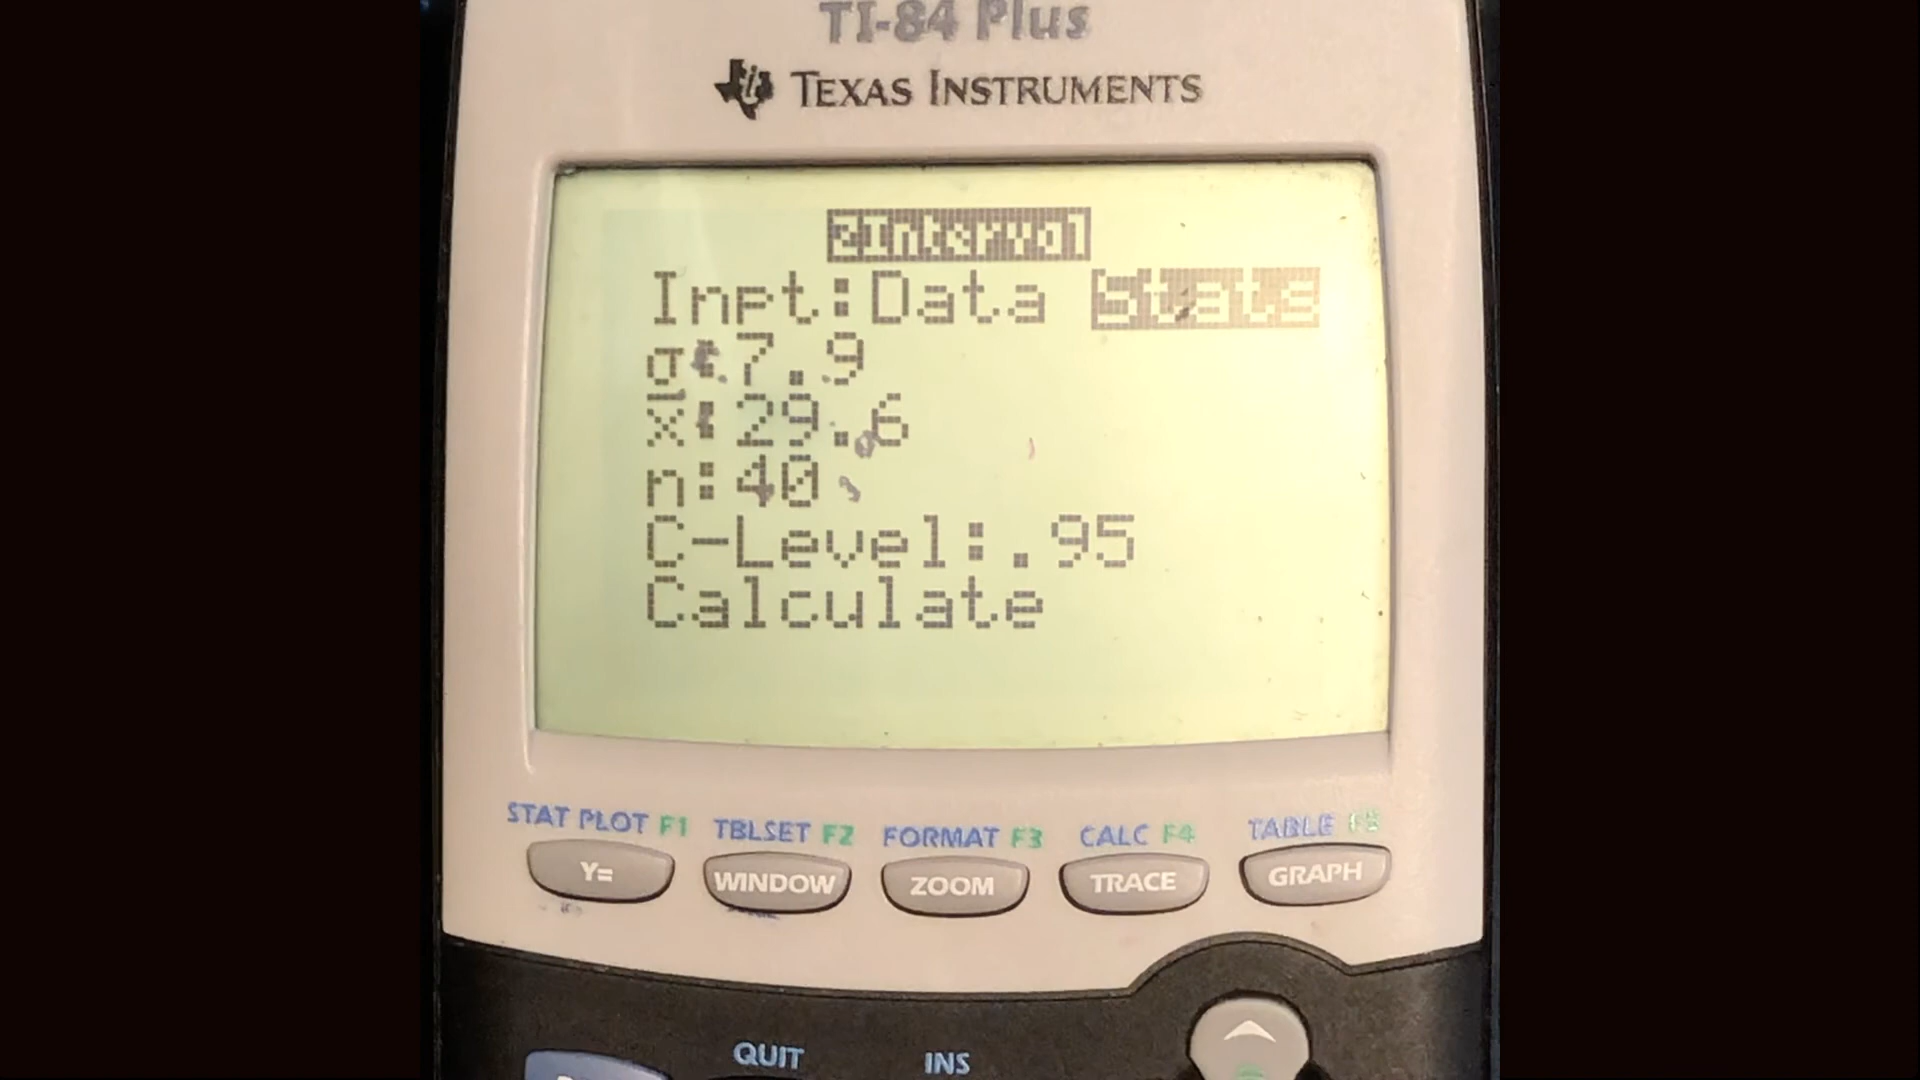 TI-84 Plus
TEXAS INSTRUMENTS
ZInterval
Inpt:Data Stats
σ:7.9
x̄:29.6
n:40
C-Level:.95
Calculate
STAT PLOT F1 TBLSET F2 FORMAT F3 CALC F4 TABLE F5
Y= WINDOW ZOOM TRACE GRAPH
QUIT INS